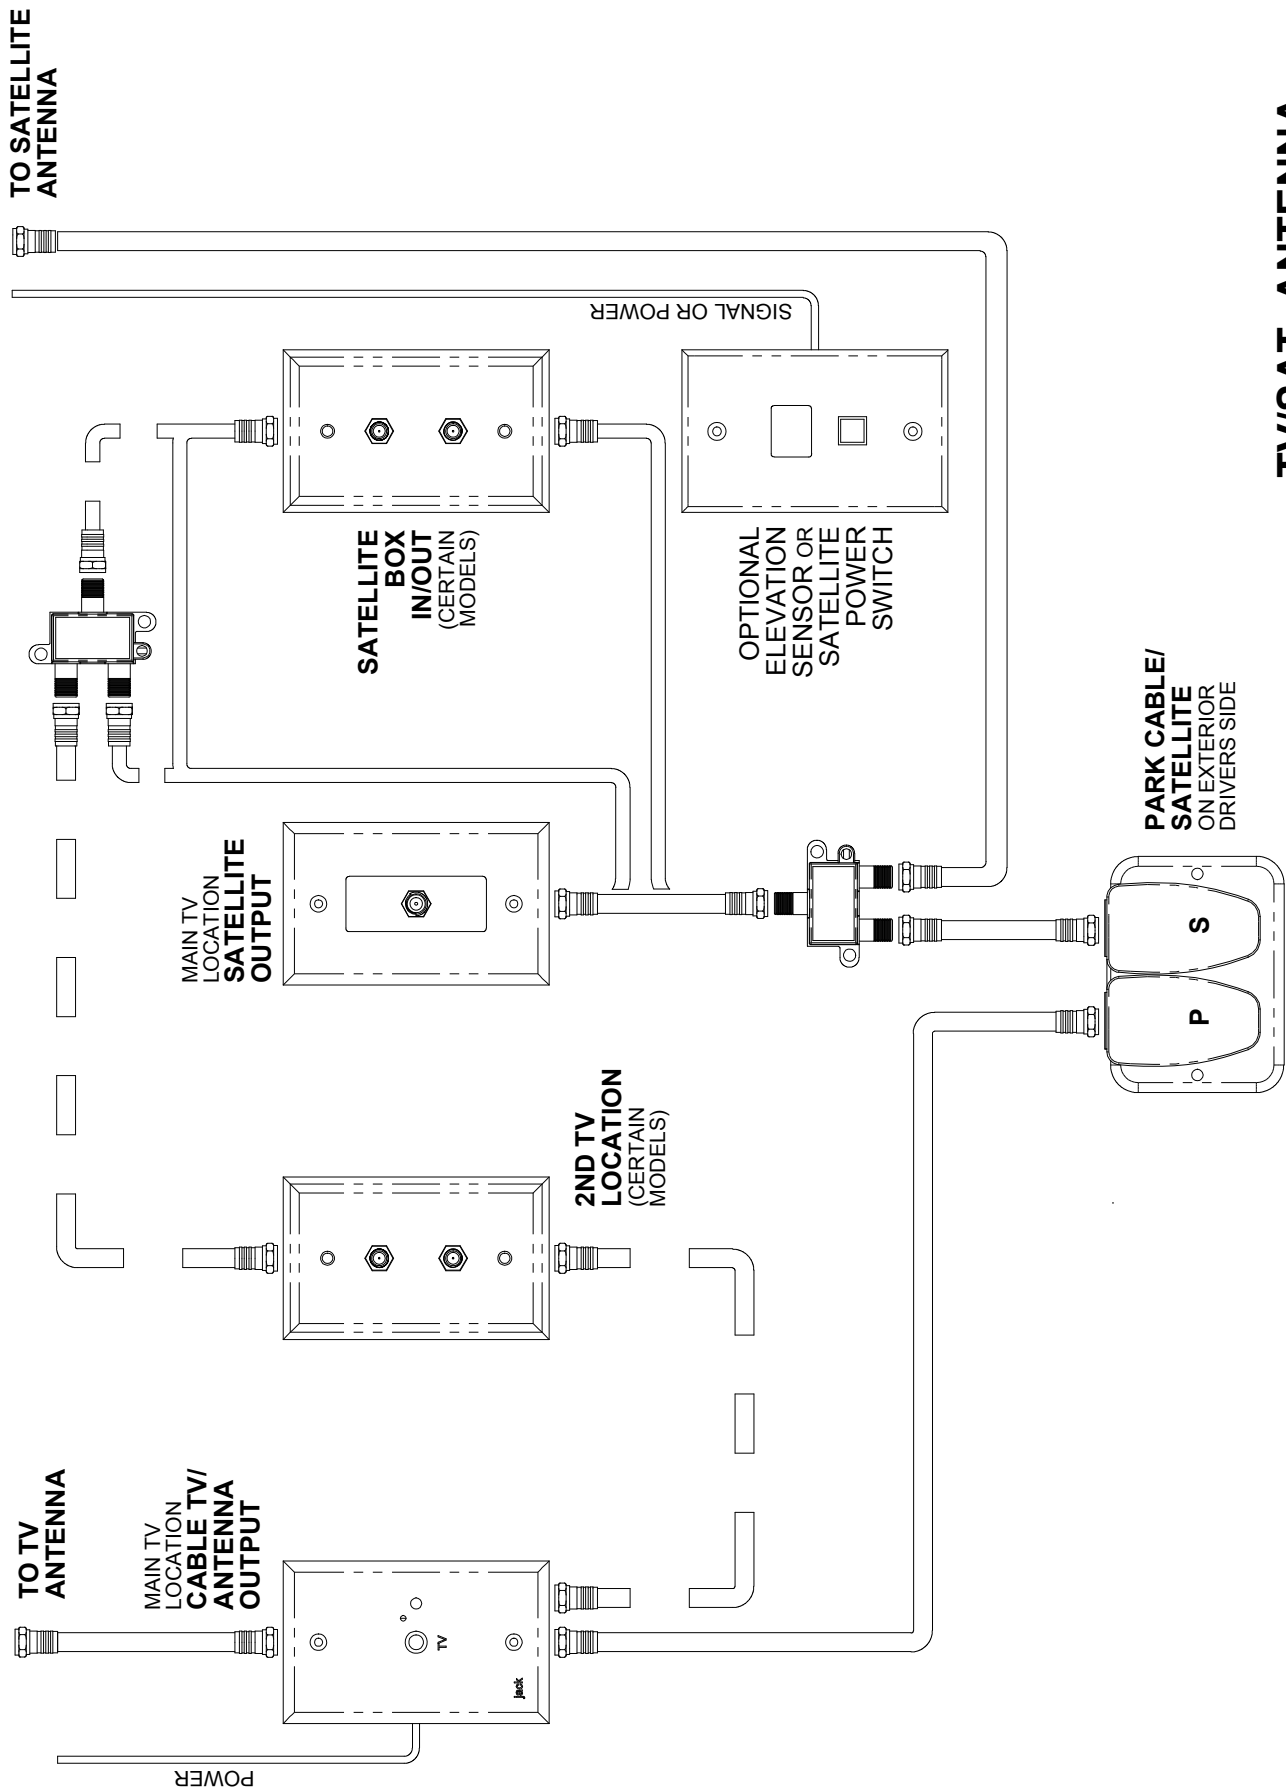 TO TV
ANTENNA
MAIN TV
LOCATION
CABLE TV/
ANTENNA
OUTPUT
POWER
TV
jack
2ND TV
LOCATION
(CERTAIN
MODELS)
MAIN TV
LOCATION
SATELLITE
OUTPUT
SATELLITE
BOX
IN/OUT
(CERTAIN
MODELS)
TO SATELLITE
ANTENNA
SIGNAL OR POWER
OPTIONAL
ELEVATION
SENSOR OR
SATELLITE
POWER
SWITCH
PARK CABLE/
SATELLITE
ON EXTERIOR
DRIVERS SIDE
P
S
TV/SAT ANTENNA